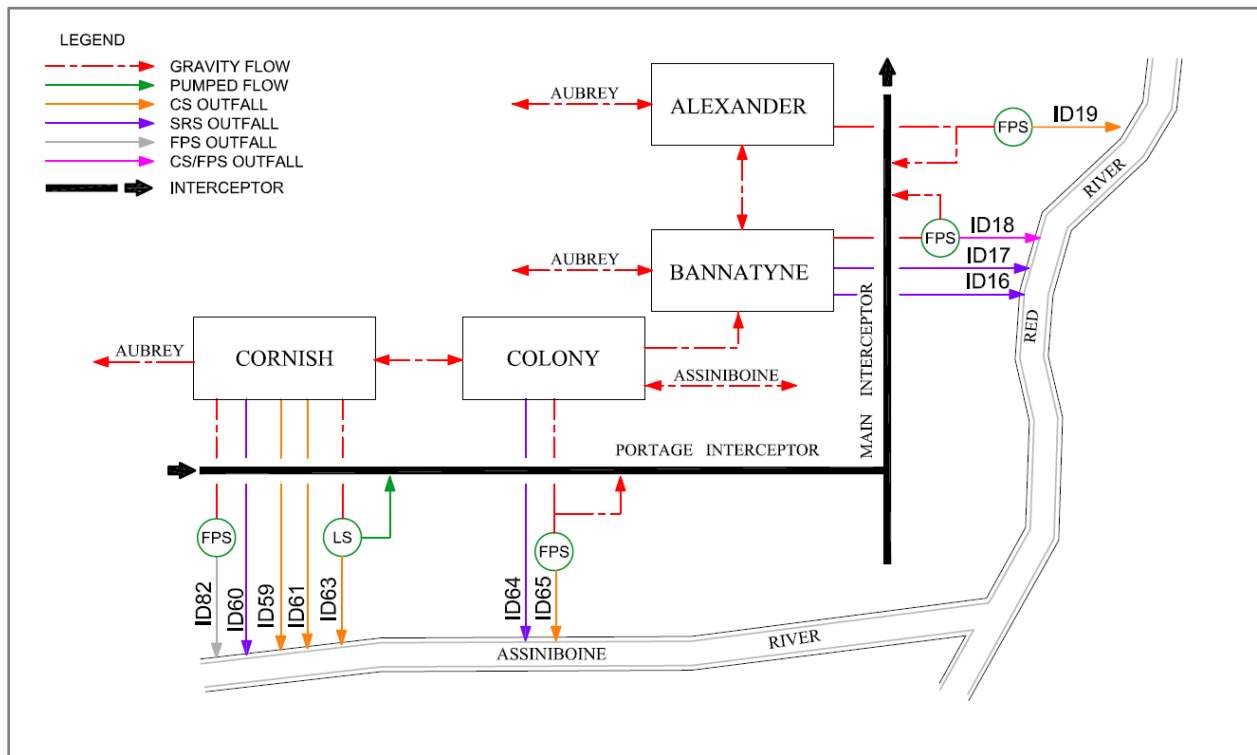 LEGEND
GRAVITY FLOW
PUMPED FLOW
CS OUTFALL
SRS OUTFALL
FPS OUTFALL
CS/FPS OUTFALL
INTERCEPTOR
AUBREY
ALEXANDER
FPS
ID19
RIVER
AUBREY
BANNATYNE
FPS
ID18
ID17
ID16
RED
MAIN INTERCEPTOR
AUBREY
CORNISH
COLONY
ASSINIBOINE
PORTAGE INTERCEPTOR
FPS
LS
FPS
ID82
ID60
ID59
ID61
ID63
ID64
ID65
ASSINIBOINE
RIVER